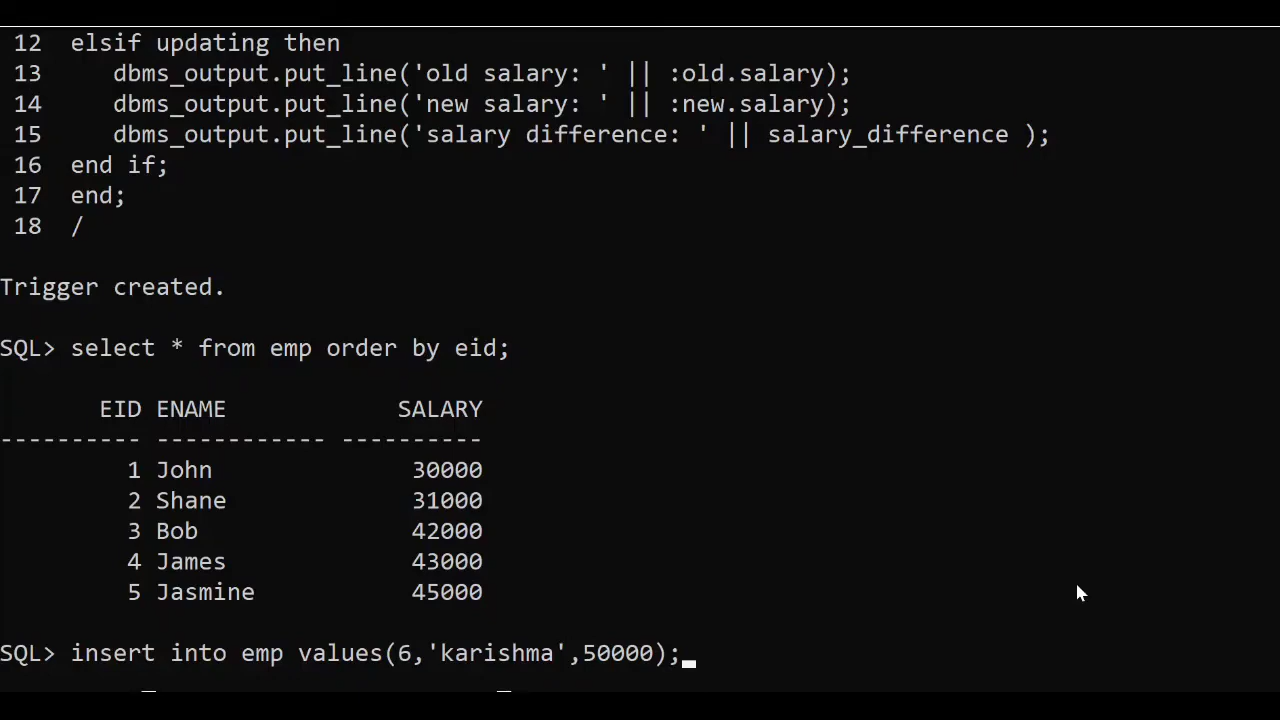 12  elsif updating then
13     dbms_output.put_line('old salary: ' || :old.salary);
14     dbms_output.put_line('new salary: ' || :new.salary);
15     dbms_output.put_line('salary difference: ' || salary_difference );
16  end if;
17  end;
18  /
Trigger created.
SQL> select * from emp order by eid;
EID ENAME SALARY
---------- ------------ ----------
1 John 30000
2 Shane 31000
3 Bob 42000
4 James 43000
5 Jasmine 45000
SQL> insert into emp values(6,'karishma',50000);